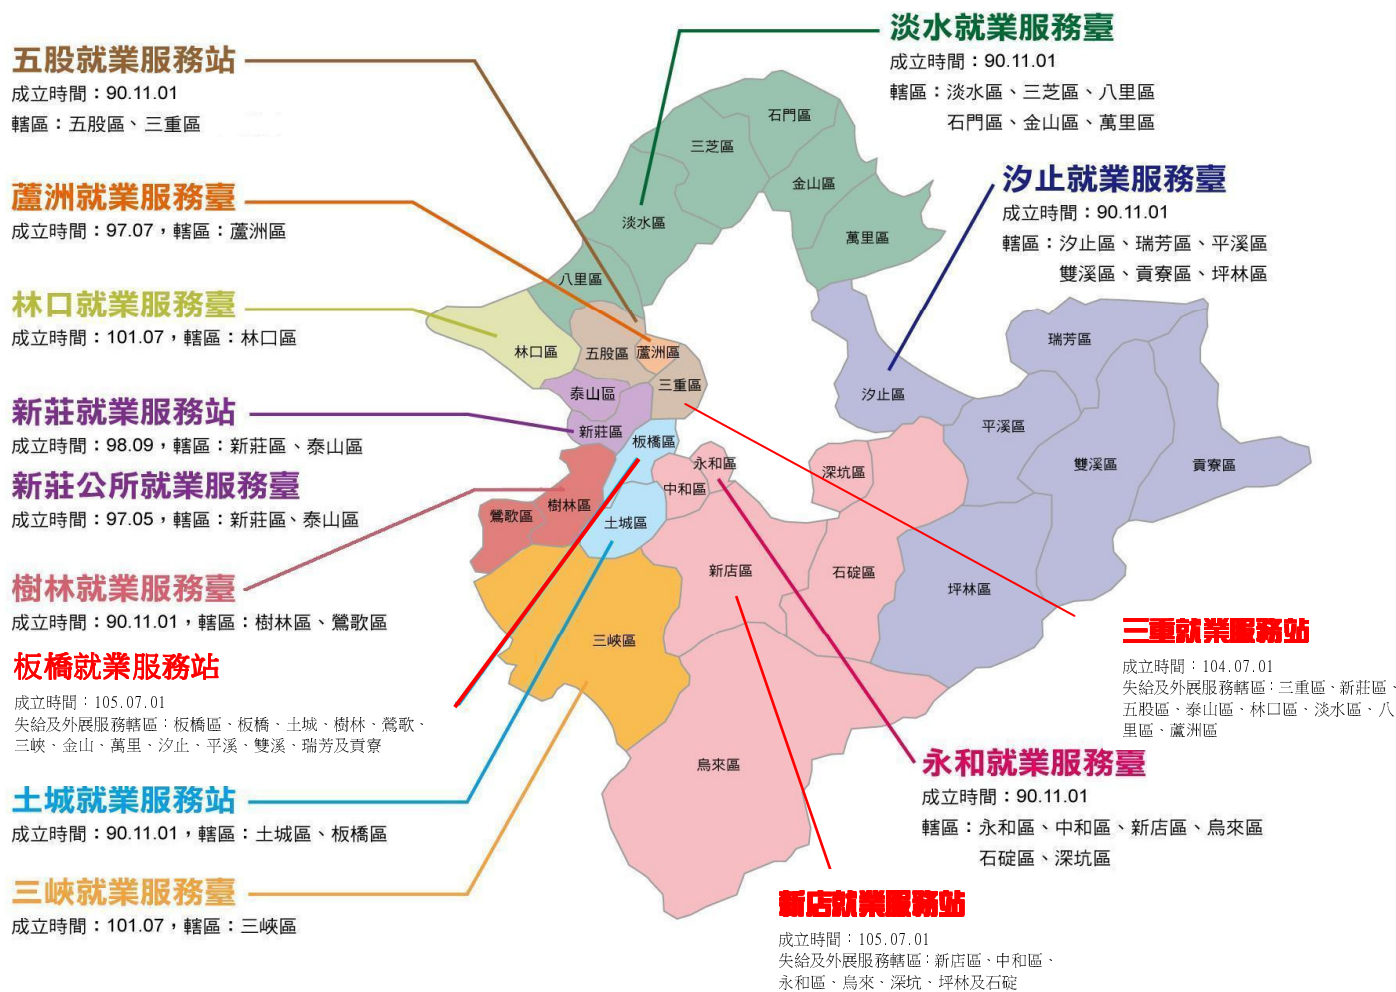 五股就業服務站
成立時間：90.11.01
轄區：五股區、三重區
蘆洲就業服務臺
成立時間：97.07，轄區：蘆洲區
林口就業服務臺
成立時間：101.07，轄區：林口區
新莊就業服務站
成立時間：98.09，轄區：新莊區、泰山區
新莊公所就業服務臺
成立時間：97.05，轄區：新莊區、泰山區
樹林就業服務臺
成立時間：90.11.01，轄區：樹林區、鶯歌區
板橋就業服務站
成立時間：105.07.01
失給及外展服務轄區：板橋區、板橋、土城、樹林、鶯歌、
三峽、金山、萬里、汐止、平溪、雙溪、瑞芳及貢寮
土城就業服務站
成立時間：90.11.01，轄區：土城區、板橋區
三峽就業服務臺
成立時間：101.07，轄區：三峽區
淡水就業服務臺
成立時間：90.11.01
轄區：淡水區、三芝區、八里區
石門區、金山區、萬里區
汐止就業服務臺
成立時間：90.11.01
轄區：汐止區、瑞芳區、平溪區
雙溪區、貢寮區、坪林區
石門區
三芝區
金山區
淡水區
萬里區
八里區
林口區
五股區
蘆洲區
三重區
泰山區
新莊區
板橋區
永和區
中和區
樹林區
鶯歌區
土城區
三峽區
新店區
深坑區
石碇區
烏來區
汐止區
瑞芳區
平溪區
雙溪區
貢寮區
坪林區
三重就業服務站
成立時間：104.07.01
失給及外展服務轄區：三重區、新莊區、
五股區、泰山區、林口區、淡水區、八
里區、蘆洲區
永和就業服務臺
成立時間：90.11.01
轄區：永和區、中和區、新店區、烏來區
石碇區、深坑區
新店就業服務站
成立時間：105.07.01
失給及外展服務轄區：新店區、中和區、
永和區、烏來、深坑、坪林及石碇